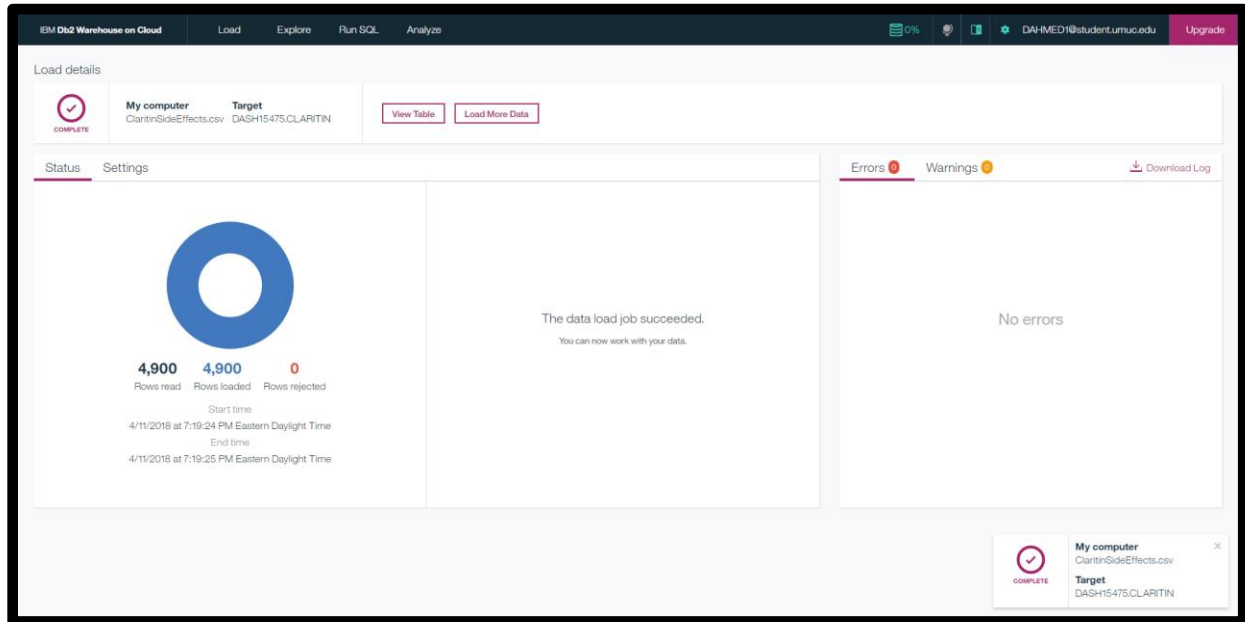 IBM Db2 Warehouse on Cloud Load Explore Run SQL Analyze 0% DAHMED1@student.umuc.edu Upgrade
Load details
COMPLETE
My computer Target
ClaritinSideEffects.csv DASH15475.CLARITIN
View Table Load More Data
Status Settings
Errors 0 Warnings 0 Download Log
4,900 4,900 0
Rows read Rows loaded Rows rejected
Start time
4/11/2018 at 7:19:24 PM Eastern Daylight Time
End time
4/11/2018 at 7:19:25 PM Eastern Daylight Time
The data load job succeeded.
You can now work with your data.
No errors
COMPLETE
My computer
ClaritinSideEffects.csv
Target
DASH15475.CLARITIN